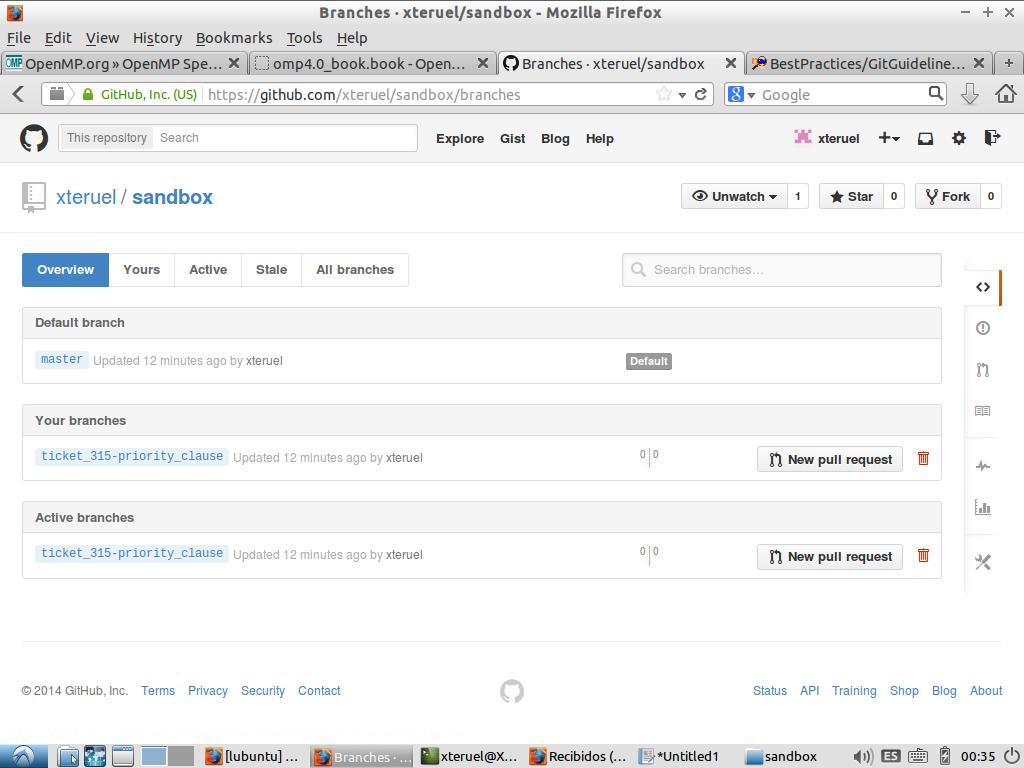 Branches · xteruel/sandbox - Mozilla Firefox
File Edit View History Bookmarks Tools Help
OMP OpenMP.org » OpenMP Spe... omp4.0_book.book - Open... Branches · xteruel/sandbox BestPractices/GitGuideline...
GitHub, Inc. (US) https://github.com/xteruel/sandbox/branches 8 Google
This repository Search Explore Gist Blog Help xteruel
xteruel / sandbox Unwatch 1 Star 0 Fork 0
Overview Yours Active Stale All branches Search branches...
Default branch
master Updated 12 minutes ago by xteruel Default
Your branches
ticket_315-priority_clause Updated 12 minutes ago by xteruel 0 0 New pull request
Active branches
ticket_315-priority_clause Updated 12 minutes ago by xteruel 0 0 New pull request
© 2014 GitHub, Inc. Terms Privacy Security Contact Status API Training Shop Blog About
[lubuntu] ... Branches · ... xteruel@X... Recibidos (... *Untitled1 sandbox ES 00:35